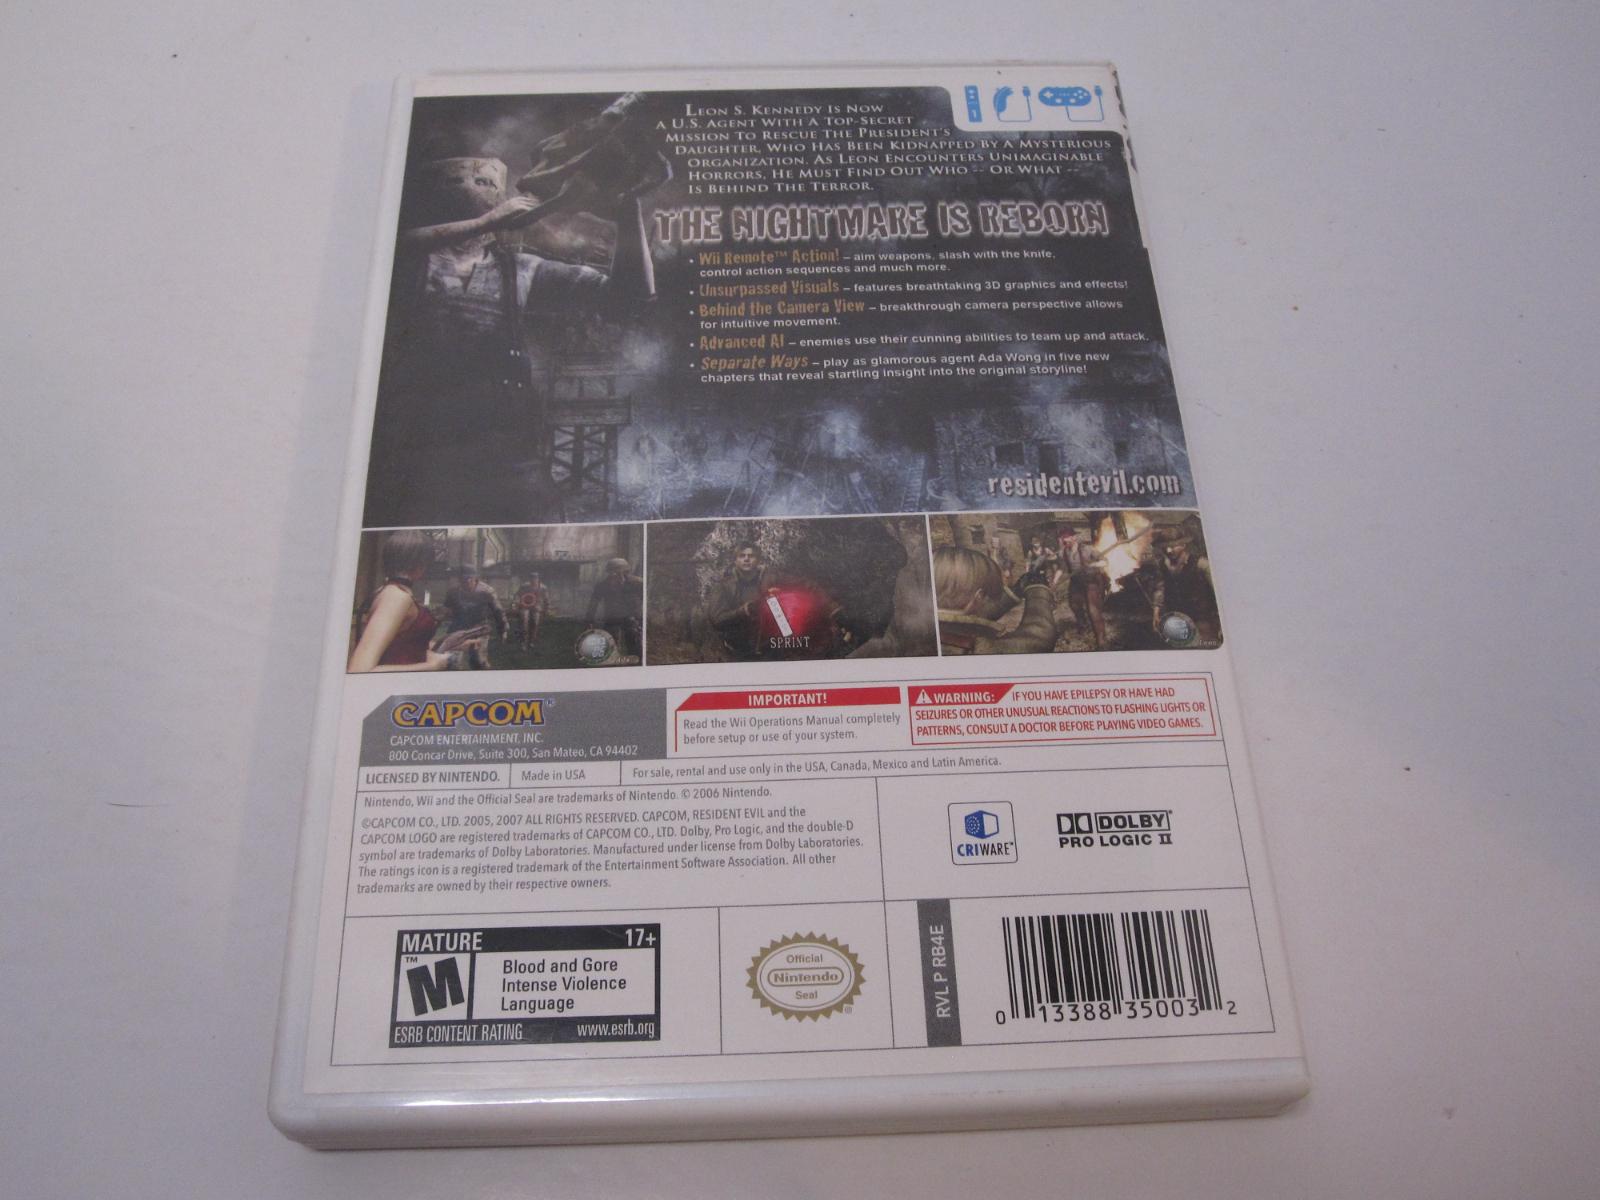 Leon S. Kennedy Is Now
a U.S. Agent With a Top-Secret
Mission To Rescue The President's
Daughter, Who Has Been Kidnapped By a Mysterious
Organization. As Leon Encounters Unimaginable
Horrors, He Must Find Out Who -- Or What --
Is Behind The Terror.
THE NIGHTMARE IS REBORN
• Wii Remote™ Action! – aim weapons, slash with the knife,
control action sequences and much more.
• Unsurpassed Visuals – features breathtaking 3D graphics and effects!
• Behind the Camera View – breakthrough camera perspective allows
for intuitive movement.
• Advanced AI – enemies use their cunning abilities to team up and attack.
• Separate Ways – play as glamorous agent Ada Wong in five new
chapters that reveal startling insight into the original storyline!
residentevil.com
SPRINT
CAPCOM®
CAPCOM ENTERTAINMENT, INC.
800 Concar Drive, Suite 300, San Mateo, CA 94402
IMPORTANT!
Read the Wii Operations Manual completely
before setup or use of your system.
WARNING: IF YOU HAVE EPILEPSY OR HAVE HAD
SEIZURES OR OTHER UNUSUAL REACTIONS TO FLASHING LIGHTS OR
PATTERNS, CONSULT A DOCTOR BEFORE PLAYING VIDEO GAMES.
LICENSED BY NINTENDO. Made in USA For sale, rental and use only in the USA, Canada, Mexico and Latin America.
Nintendo, Wii and the Official Seal are trademarks of Nintendo. © 2006 Nintendo.
©CAPCOM CO., LTD. 2005, 2007 ALL RIGHTS RESERVED. CAPCOM, RESIDENT EVIL and the
CAPCOM LOGO are registered trademarks of CAPCOM CO., LTD. Dolby, Pro Logic, and the double-D
symbol are trademarks of Dolby Laboratories. Manufactured under license from Dolby Laboratories.
The ratings icon is a registered trademark of the Entertainment Software Association. All other
trademarks are owned by their respective owners.
CRIWARE™
DOLBY®
PRO LOGIC II
MATURE 17+
M™
Blood and Gore
Intense Violence
Language
ESRB CONTENT RATING www.esrb.org
Official
Nintendo
Seal®
RVL P RB4E
0 13388 35003 2